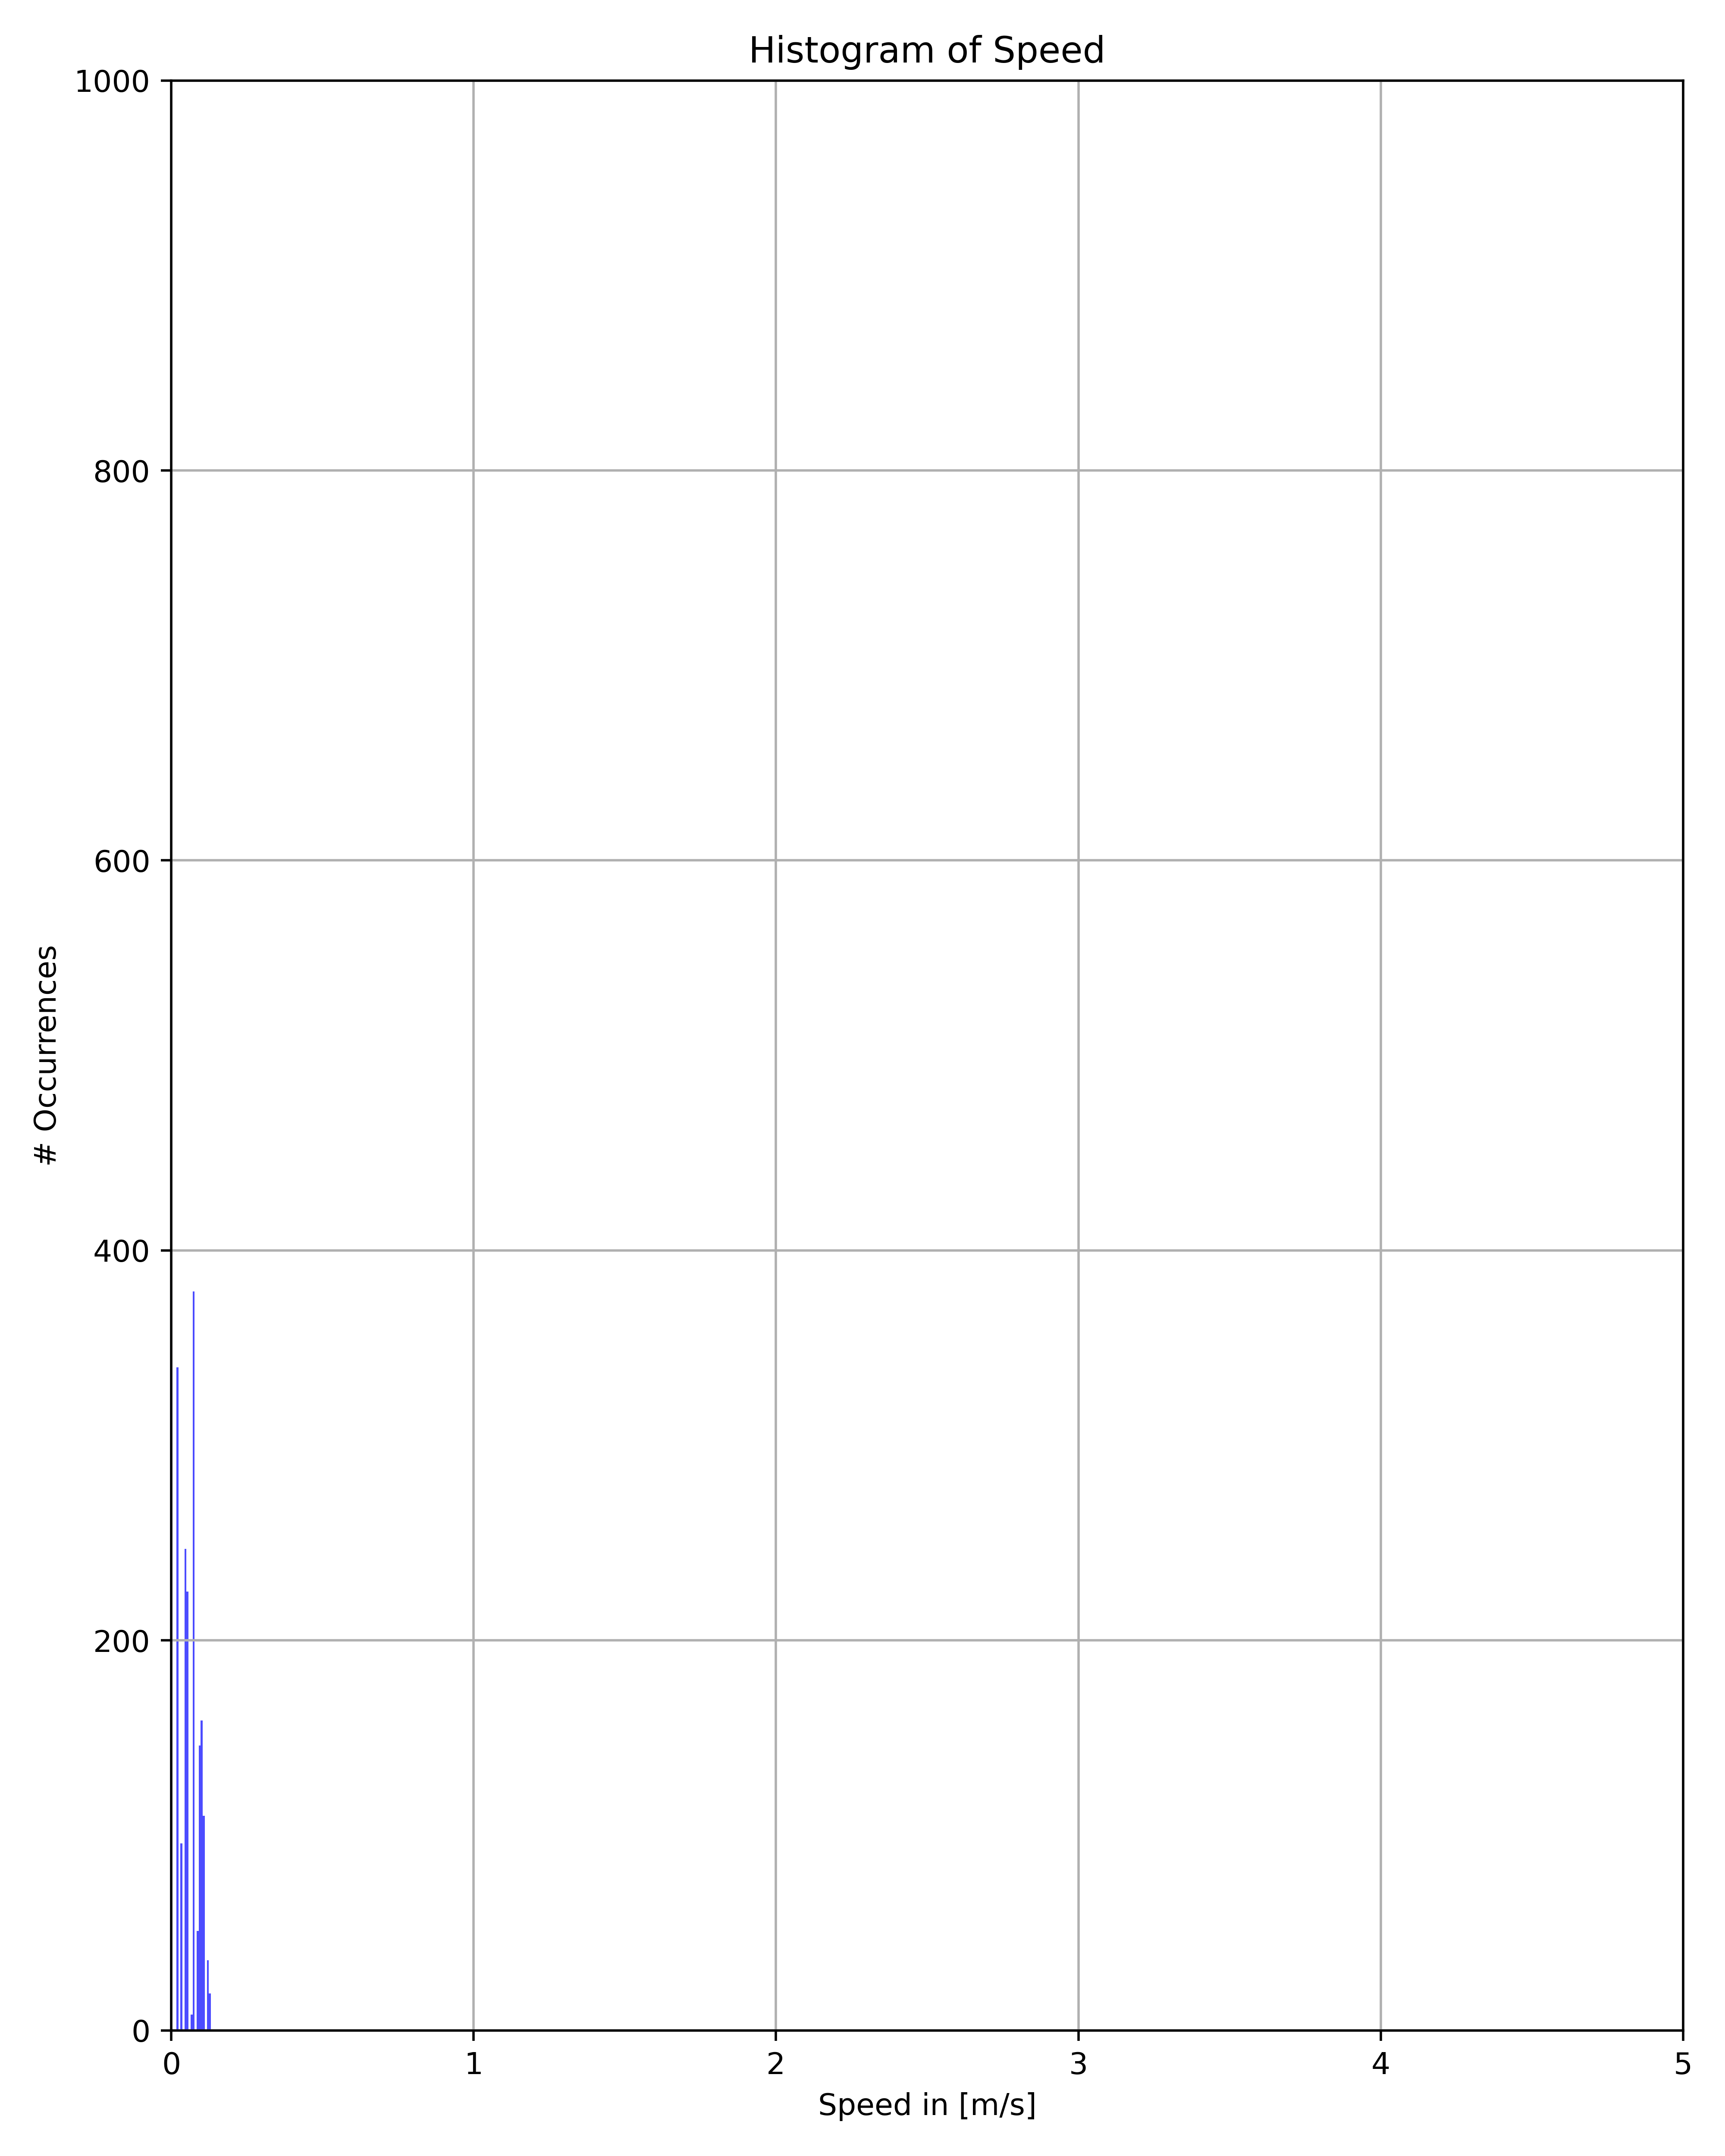 Histogram of Speed
1000
800
600
400
200
0
# Occurrences
0 1 2 3 4 5
Speed in [m/s]